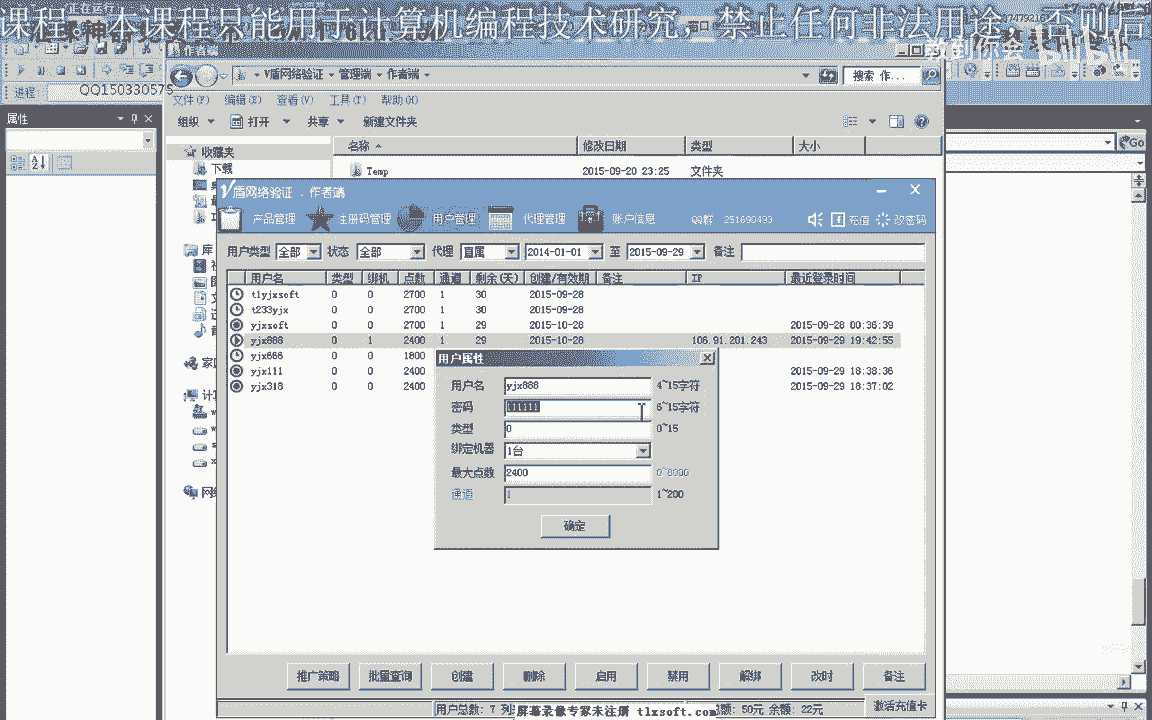 课程，本课程只能用于计算机编程技术研究，禁止任何非法用途，否则后
进程:
QQ150330575
作者端
V盾网络验证 管理端 作者端
搜索 作...
文件(F) 编辑(E) 查看(V) 工具(T) 帮助(H)
组织 打开 共享 新建文件夹
属性
收藏夹
下载
库
计
网络
名称 修改日期 类型 大小
Temp 2015-09-20 23:25 文件夹
Go
V盾网络验证 . 作者端
产品管理 注册码管理 用户管理 代理管理 账户信息 QQ群 251690493 充值 改密码
用户类型 全部 状态 全部 代理 直属 2014-01-01 至 2015-09-29 备注
用户名 类型 绑机 点数 通道 剩余(天) 创建/有效期 备注 IP 最近登录时间
tlyjxsoft 0 0 2700 1 30 2015-09-28
t233yjx 0 0 2700 1 30 2015-09-28
yjxsoft 0 0 2700 1 29 2015-10-28 2015-09-28 00:36:39
yjx888 0 1 2400 1 29 2015-10-28 106.91.201.243 2015-09-29 19:42:55
yjx666 0 0 1800
yjx111 0 0 2400 2015-09-29 18:38:36
yjx318 0 0 2400 2015-09-29 18:37:02
用户属性
用户名 yjx888 4~15字符
密码 111111 6~15字符
类型 0 0~15
绑定机器 1台
最大点数 2400 0~8000
通道 1 1~200
确定
推广策略 批量查询 创建 删除 启用 禁用 解绑 改时 备注
用户总数: 7
屏幕录像专家未注册 tlxsoft.com
额: 50元 余额: 22元
激活充值卡